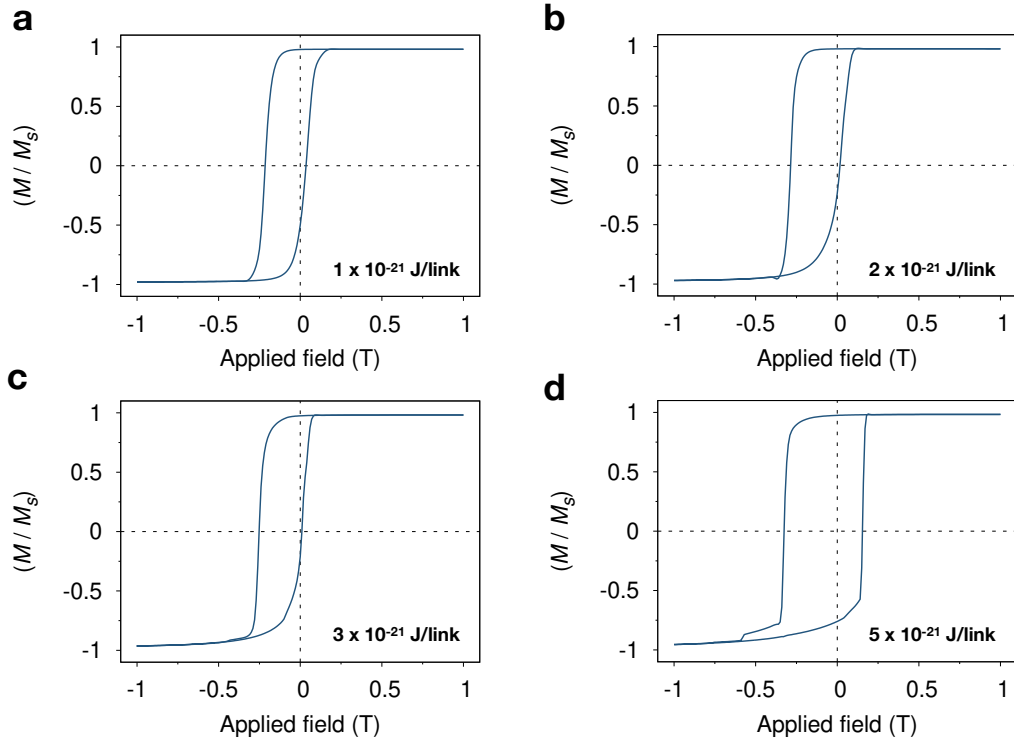 a
1
0.5
0
-0.5
-1
(M / Mₛ)
1 x 10⁻²¹ J/link
-1 -0.5 0 0.5 1
Applied field (T)
b
1
0.5
0
-0.5
-1
(M / Mₛ)
2 x 10⁻²¹ J/link
-1 -0.5 0 0.5 1
Applied field (T)
c
1
0.5
0
-0.5
-1
(M / Mₛ)
3 x 10⁻²¹ J/link
-1 -0.5 0 0.5 1
Applied field (T)
d
1
0.5
0
-0.5
-1
(M / Mₛ)
5 x 10⁻²¹ J/link
-1 -0.5 0 0.5 1
Applied field (T)